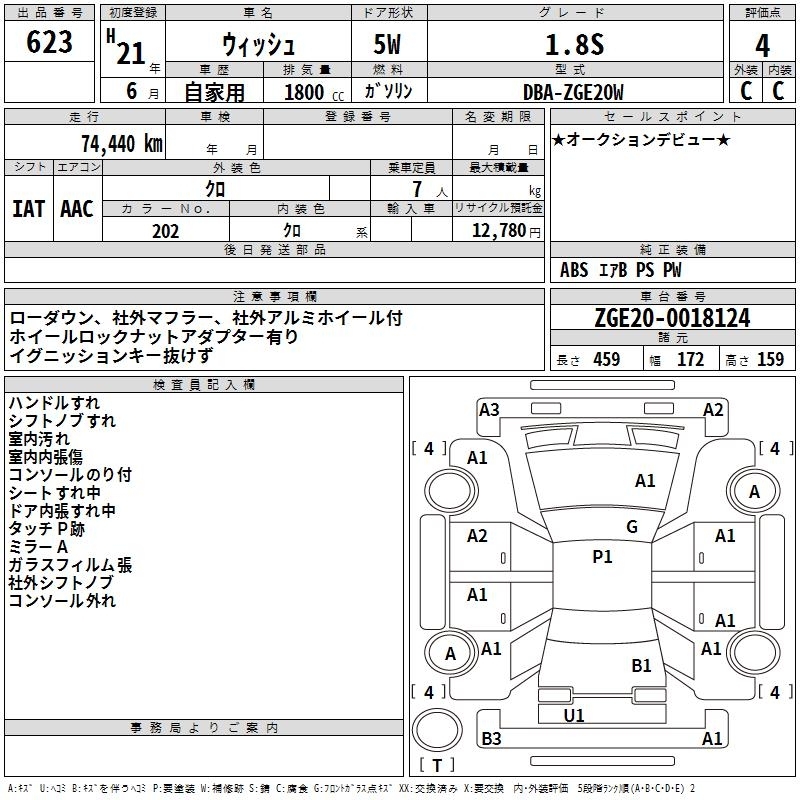 出品番号 初度登録 車名 ドア形状 グレード 評価点
623 H 21 年 ウィッシュ 5W 1.8S 4
車歴 排気量 燃料 型式 外装 内装
6 月 自家用 1800 CC ｶﾞｿﾘﾝ DBA-ZGE20W C C
走行 車検 登録番号 名変期限 セールスポイント
74,440 km 年 月 月 日 ★オークションデビュー★
シフト エアコン 外装色 乗車定員 最大積載量
IAT AAC ｸﾛ 7 人 kg
カラーNo. 内装色 輸入車 リサイクル預託金
202 ｸﾛ 系 12,780 円
後日発送部品 純正装備
ABS ｴｱB PS PW
注意事項欄 車台番号
ローダウン、社外マフラー、社外アルミホイール付 ZGE20-0018124
ホイールロックナットアダプター有り 諸元
イグニッションキー抜けず 長さ 459 幅 172 高さ 159
検査員記入欄
ハンドルすれ
シフトノブすれ
室内汚れ
室内内張傷
コンソールのり付
シートすれ中
ドア内張すれ中
タッチＰ跡
ミラーＡ
ガラスフィルム張
社外シフトノブ
コンソール外れ
事務局よりご案内
A3 A2
[ 4 ] A1 [ 4 ]
A1
A
G
A2 P1 A1
A1 A1
A A1 A1
B1
[ 4 ] [ 4 ]
U1
B3 A1
[ T ]
A:ｷｽﾞ U:ﾍｺﾐ B:ｷｽﾞを伴うﾍｺﾐ P:要塗装 W:補修跡 S:錆 C:腐食 G:ﾌﾛﾝﾄｶﾞﾗｽ点ｷｽﾞ XX:交換済み X:要交換 内・外装評価 5段階ﾗﾝｸ順(A･B･C･D･E) 2